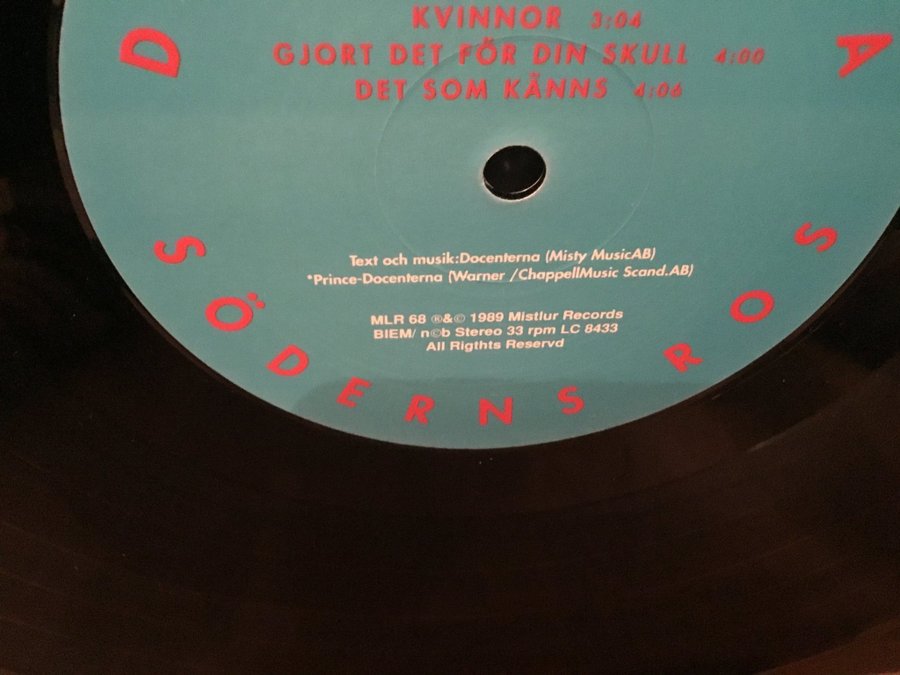 KVINNOR 3:04
GJORT DET FÖR DIN SKULL 4:00
DET SOM KÄNNS 4:06
D
A
Text och musik:Docenterna (Misty MusicAB)
*Prince-Docenterna (Warner /ChappellMusic Scand.AB)
MLR 68 ®&© 1989 Mistlur Records
BIEM/ n©b Stereo 33 rpm LC 8433
All Rigthts Reservd
SÖDERNS ROS